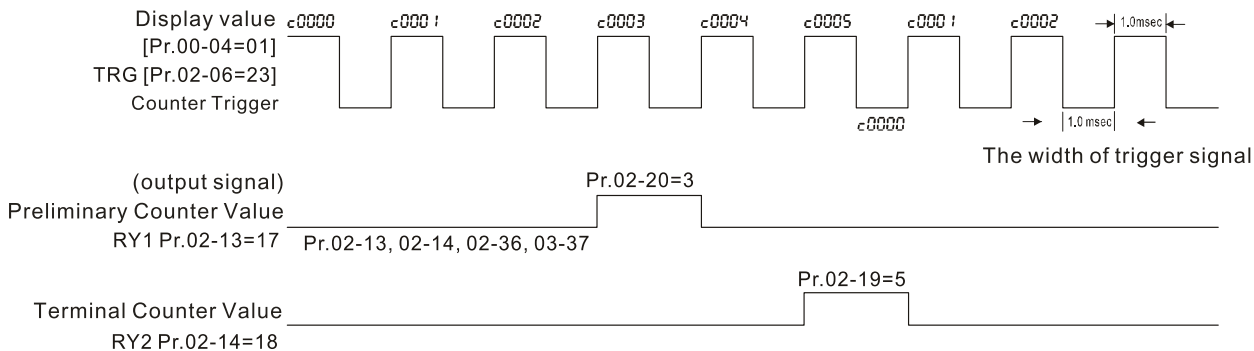 Display value c0000 c0001 c0002 c0003 c0004 c0005 c0001 c0002 1.0msec
[Pr.00-04=01]
TRG [Pr.02-06=23]
Counter Trigger
c0000 1.0 msec
The width of trigger signal
(output signal) Pr.02-20=3
Preliminary Counter Value
RY1 Pr.02-13=17 Pr.02-13, 02-14, 02-36, 03-37
Pr.02-19=5
Terminal Counter Value
RY2 Pr.02-14=18